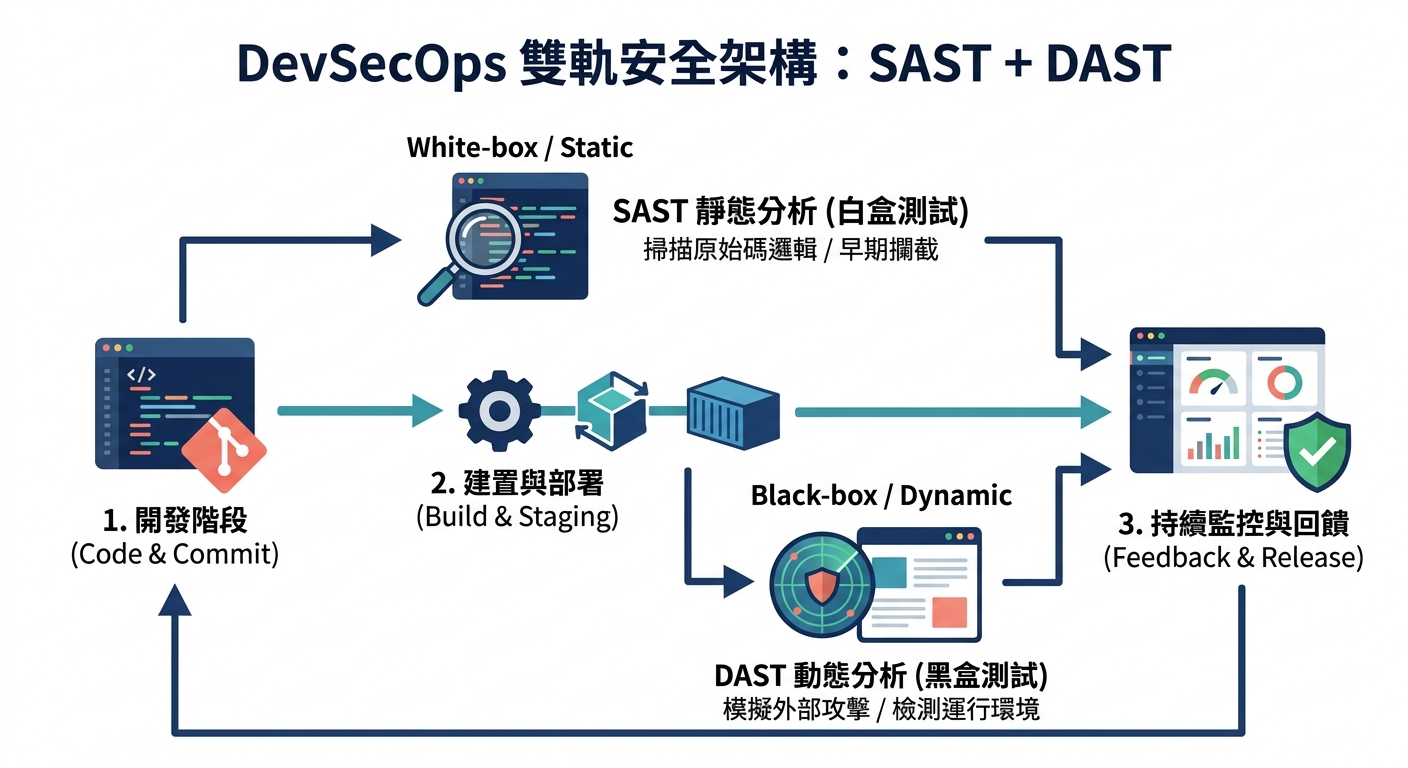 DevSecOps 雙軌安全架構：SAST + DAST
White-box / Static
SAST 靜態分析 (白盒測試)
掃描原始碼邏輯 / 早期攔截
</>
1. 開發階段
(Code & Commit)
2. 建置與部署
(Build & Staging)
Black-box / Dynamic
DAST 動態分析 (黑盒測試)
模擬外部攻擊 / 檢測運行環境
3. 持續監控與回饋
(Feedback & Release)